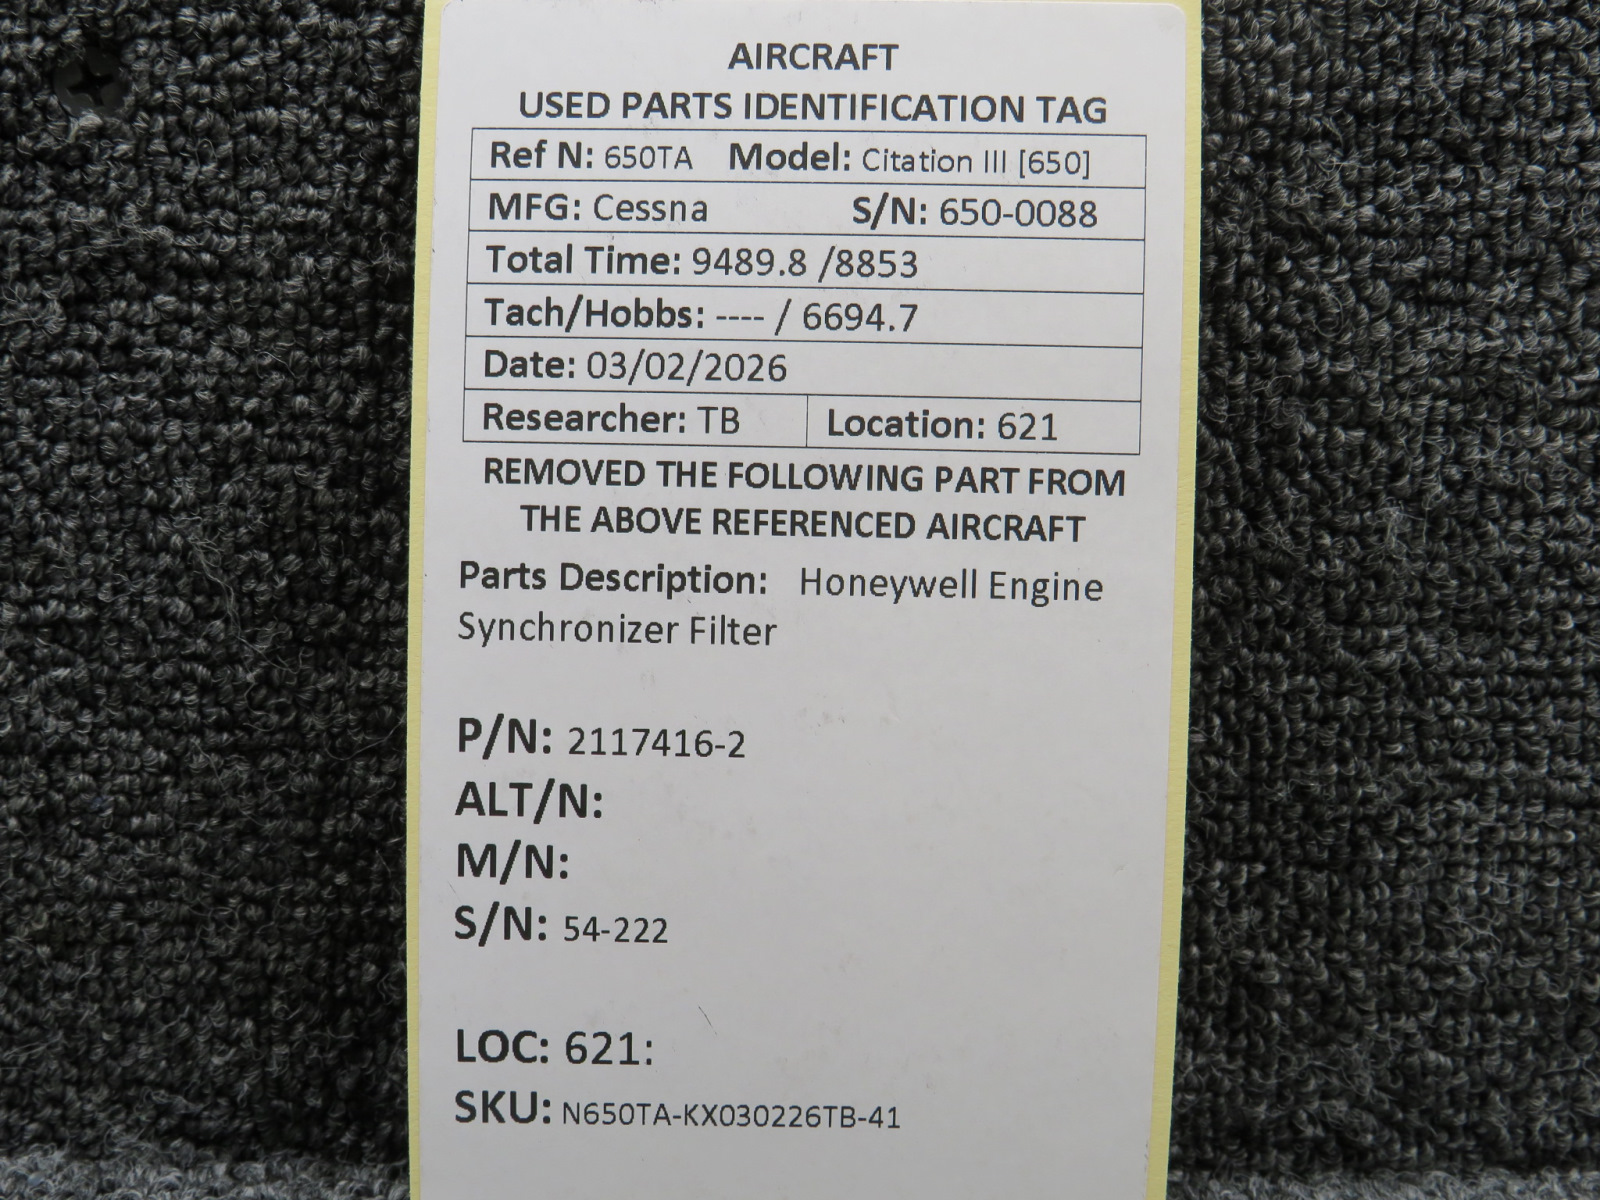 AIRCRAFT
USED PARTS IDENTIFICATION TAG
Ref N: 650TA Model: Citation III [650]
MFG: Cessna S/N: 650-0088
Total Time: 9489.8 /8853
Tach/Hobbs: ---- / 6694.7
Date: 03/02/2026
Researcher: TB Location: 621
REMOVED THE FOLLOWING PART FROM
THE ABOVE REFERENCED AIRCRAFT
Parts Description: Honeywell Engine
Synchronizer Filter
P/N: 2117416-2
ALT/N:
M/N:
S/N: 54-222
LOC: 621:
SKU: N650TA-KX030226TB-41